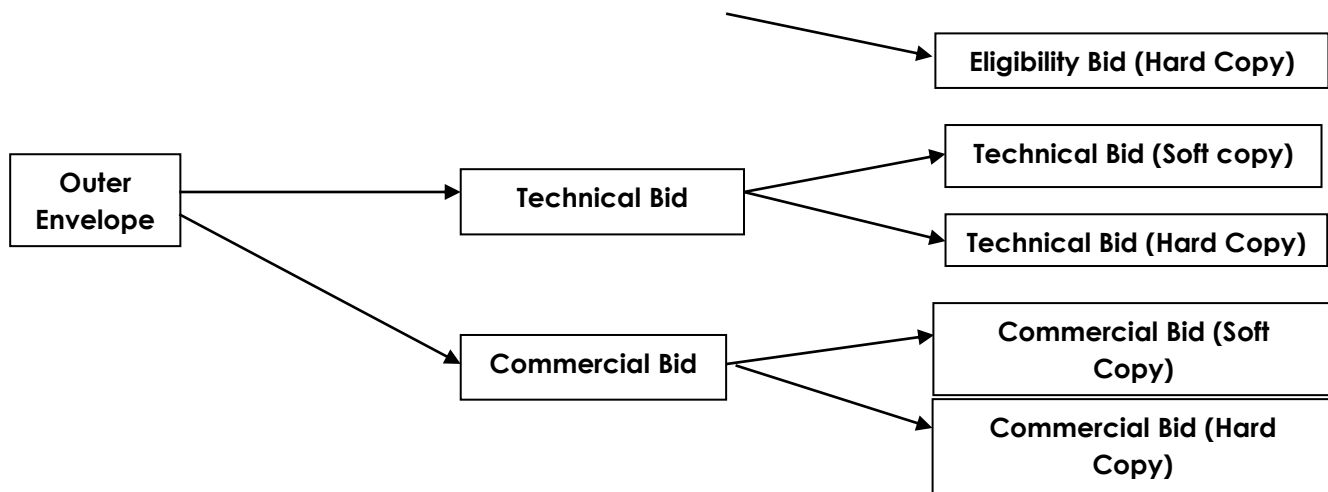 Eligibility Bid (Hard Copy)
Outer
Envelope
Technical Bid
Technical Bid (Soft copy)
Technical Bid (Hard Copy)
Commercial Bid
Commercial Bid (Soft
Copy)
Commercial Bid (Hard
Copy)